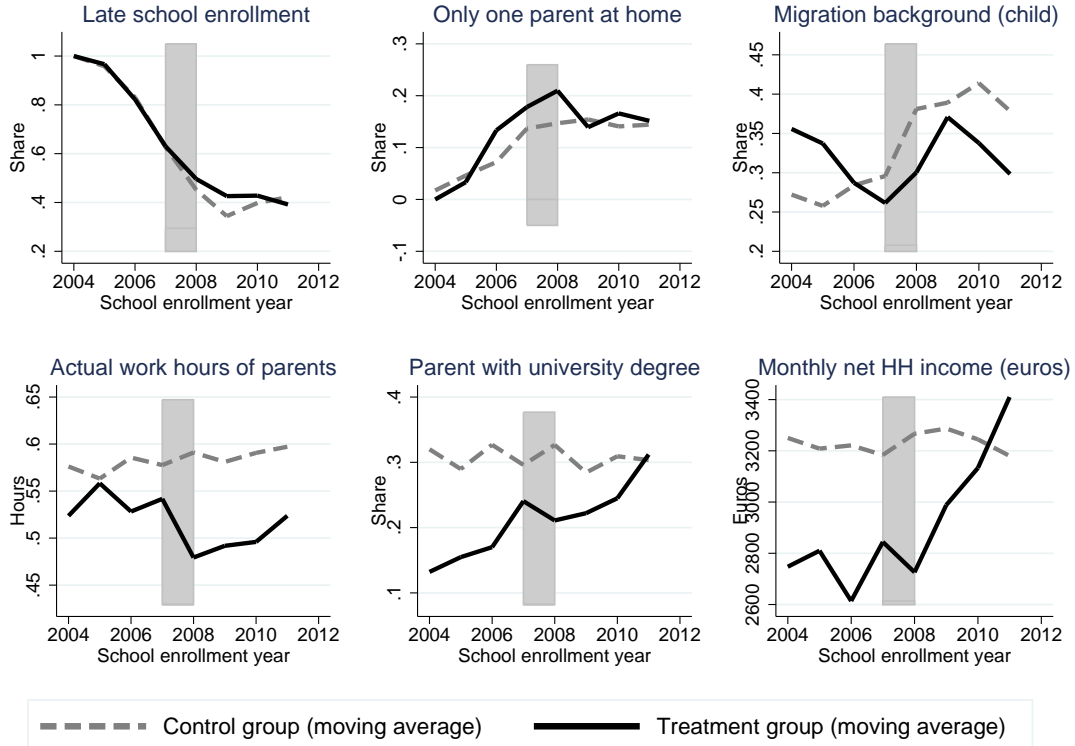 Late school enrollment
Share
1
.8
.6
.4
.2
2004 2006 2008 2010 2012
School enrollment year
Only one parent at home
Share
.3
.2
.1
0
-.1
2004 2006 2008 2010 2012
School enrollment year
Migration background (child)
Share
.45
.4
.35
.3
.25
.2
2004 2006 2008 2010 2012
School enrollment year
Actual work hours of parents
Hours
.65
.6
.55
.5
.45
2004 2006 2008 2010 2012
School enrollment year
Parent with university degree
Share
.4
.3
.2
.1
2004 2006 2008 2010 2012
School enrollment year
Monthly net HH income (euros)
Euros
3400
3200
3000
2800
2600
2004 2006 2008 2010 2012
School enrollment year
Control group (moving average) Treatment group (moving average)